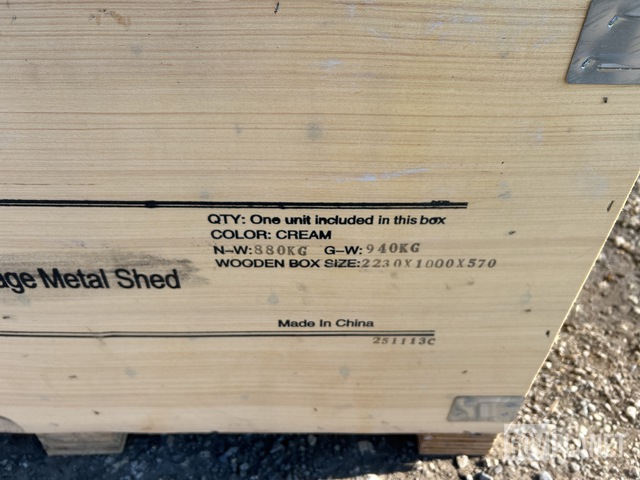 QTY: One unit included in this box
COLOR: CREAM
N-W:880KG G-W:940KG
WOODEN BOX SIZE:2230X1000X570
age Metal Shed
Made In China
251113C